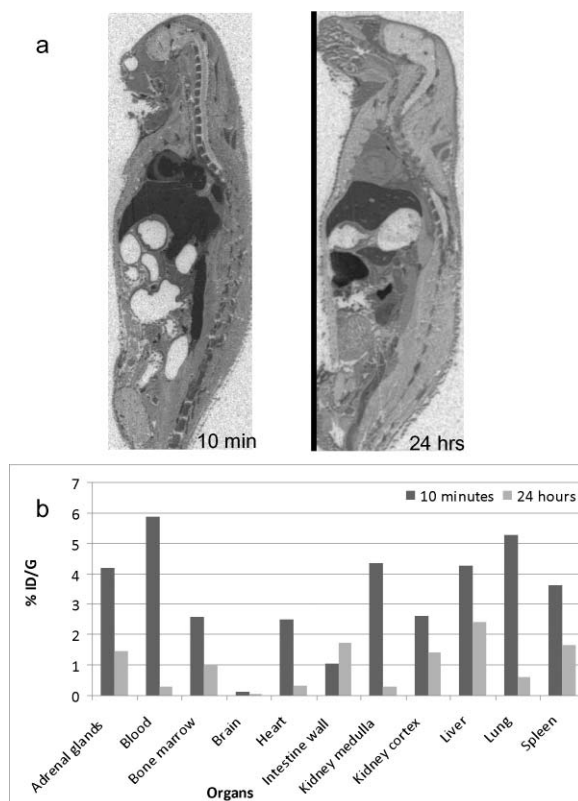 a
10 min
24 hrs
b
10 minutes
24 hours
7
6
5
4
3
2
1
0
% ID/G
Adrenal glands
Blood
Bone marrow
Brain
Heart
Intestine wall
Kidney medulla
Kidney cortex
Liver
Lung
Spleen
Organs